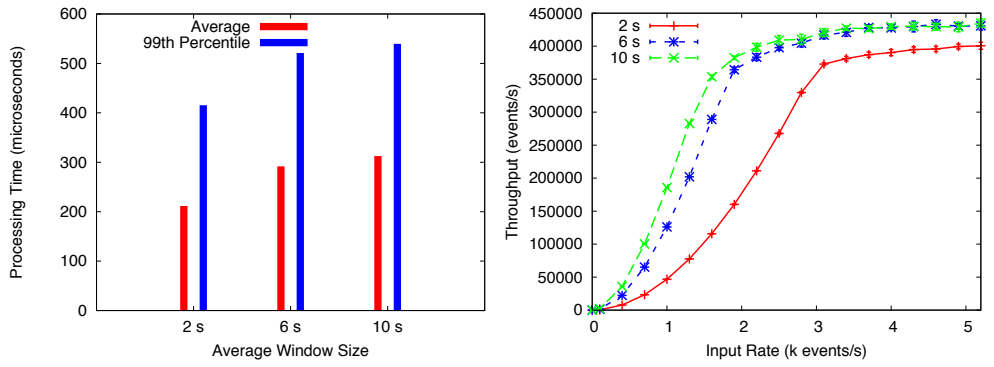 Average
99th Percentile
Processing Time (microseconds)
600
500
400
300
200
100
0
2 s
6 s
10 s
Average Window Size
2 s
6 s
10 s
Throughput (events/s)
450000
400000
350000
300000
250000
200000
150000
100000
50000
0
0
1
2
3
4
5
Input Rate (k events/s)